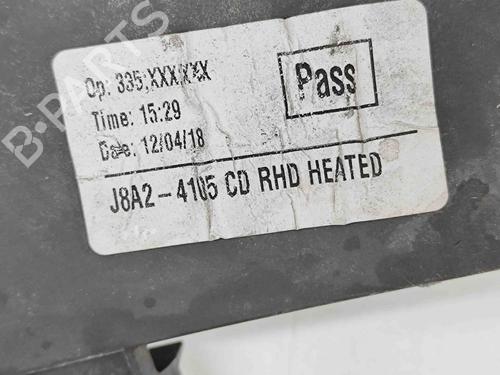 Op: 335;XXX;XXX
Time: 15:29
Date: 12/04/18
Pass
J8A2-4105 CD RHD HEATED
B-PARTS